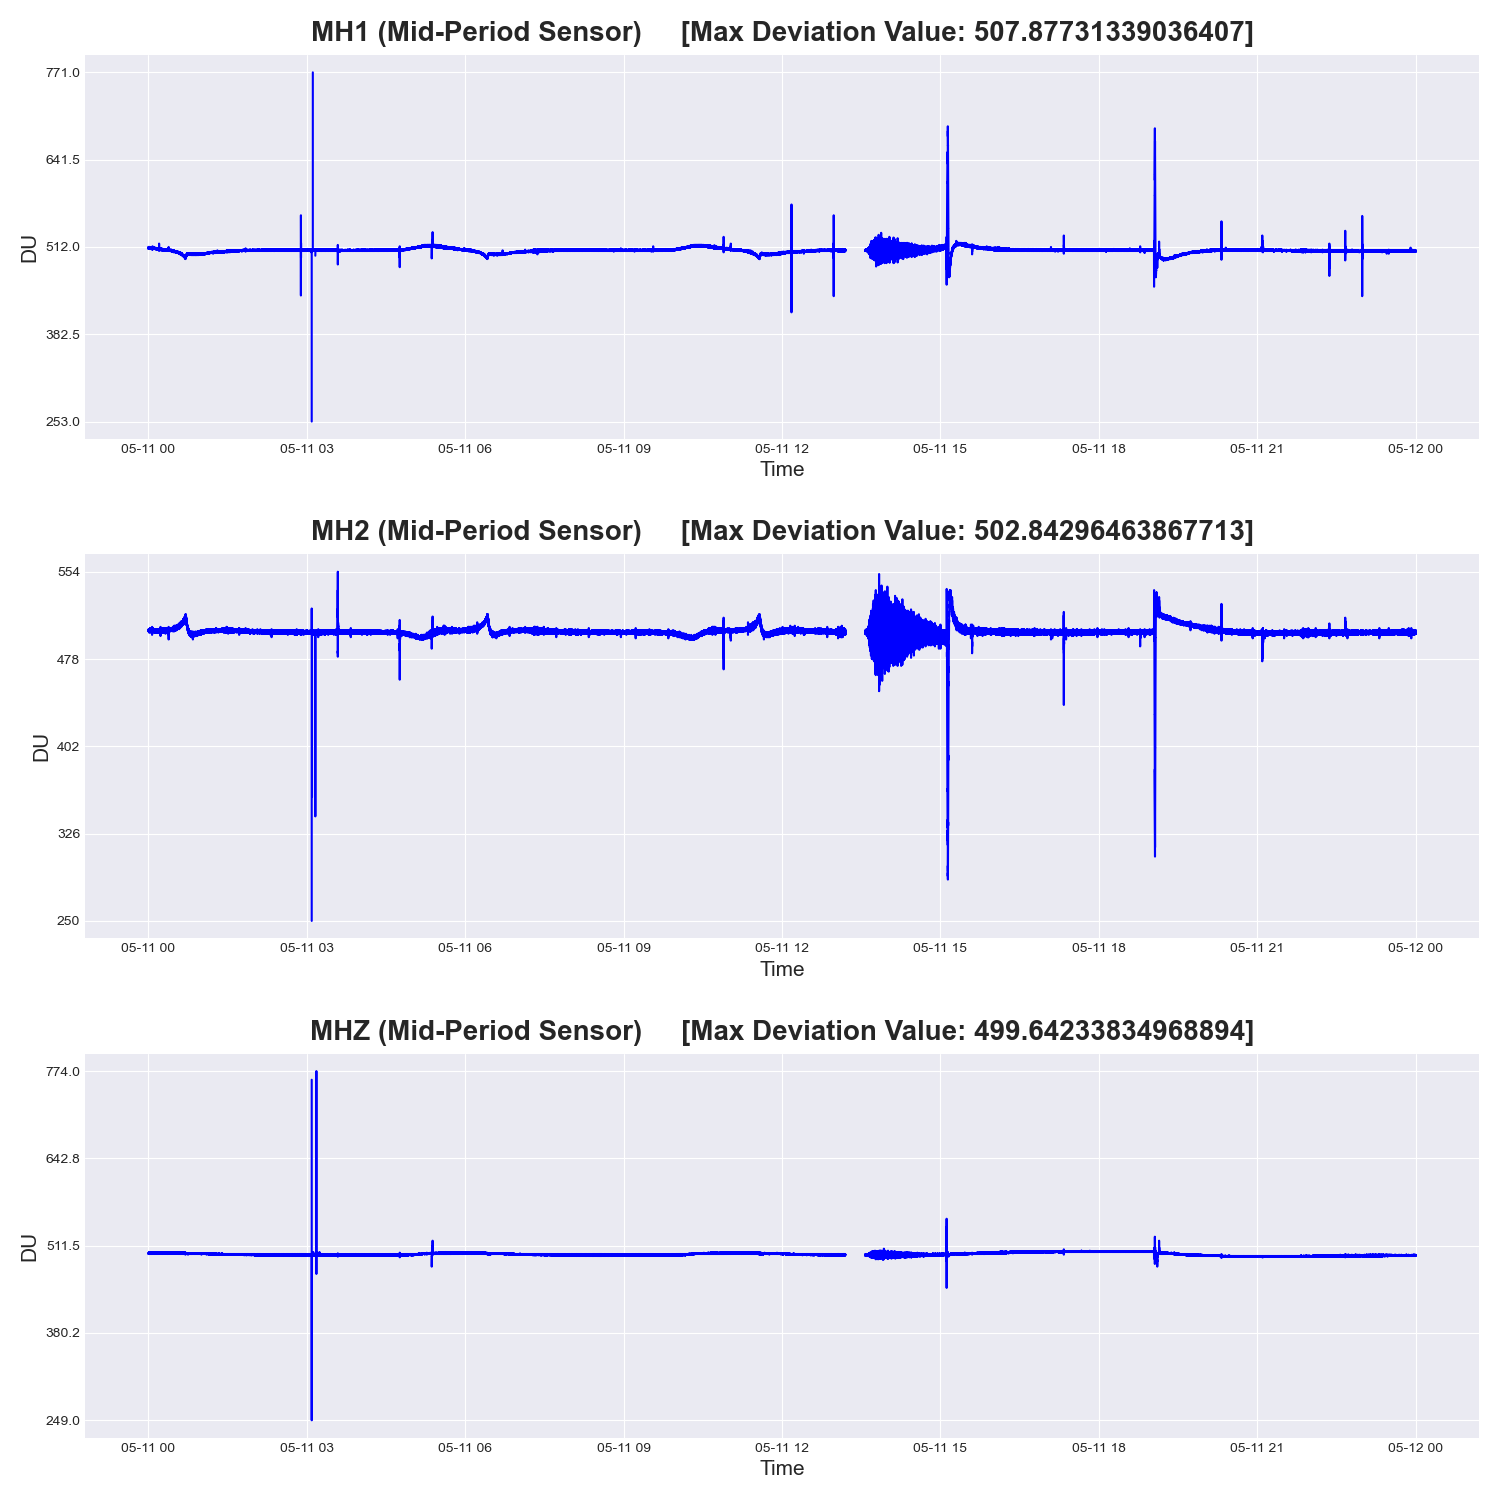 MH1 (Mid-Period Sensor) [Max Deviation Value: 507.87731339036407]
771.0
641.5
512.0
382.5
253.0
DU
05-11 00 05-11 03 05-11 06 05-11 09 05-11 12 05-11 15 05-11 18 05-11 21 05-12 00
Time
MH2 (Mid-Period Sensor) [Max Deviation Value: 502.84296463867713]
554
478
402
326
250
DU
05-11 00 05-11 03 05-11 06 05-11 09 05-11 12 05-11 15 05-11 18 05-11 21 05-12 00
Time
MHZ (Mid-Period Sensor) [Max Deviation Value: 499.64233834968894]
774.0
642.8
511.5
380.2
249.0
DU
05-11 00 05-11 03 05-11 06 05-11 09 05-11 12 05-11 15 05-11 18 05-11 21 05-12 00
Time